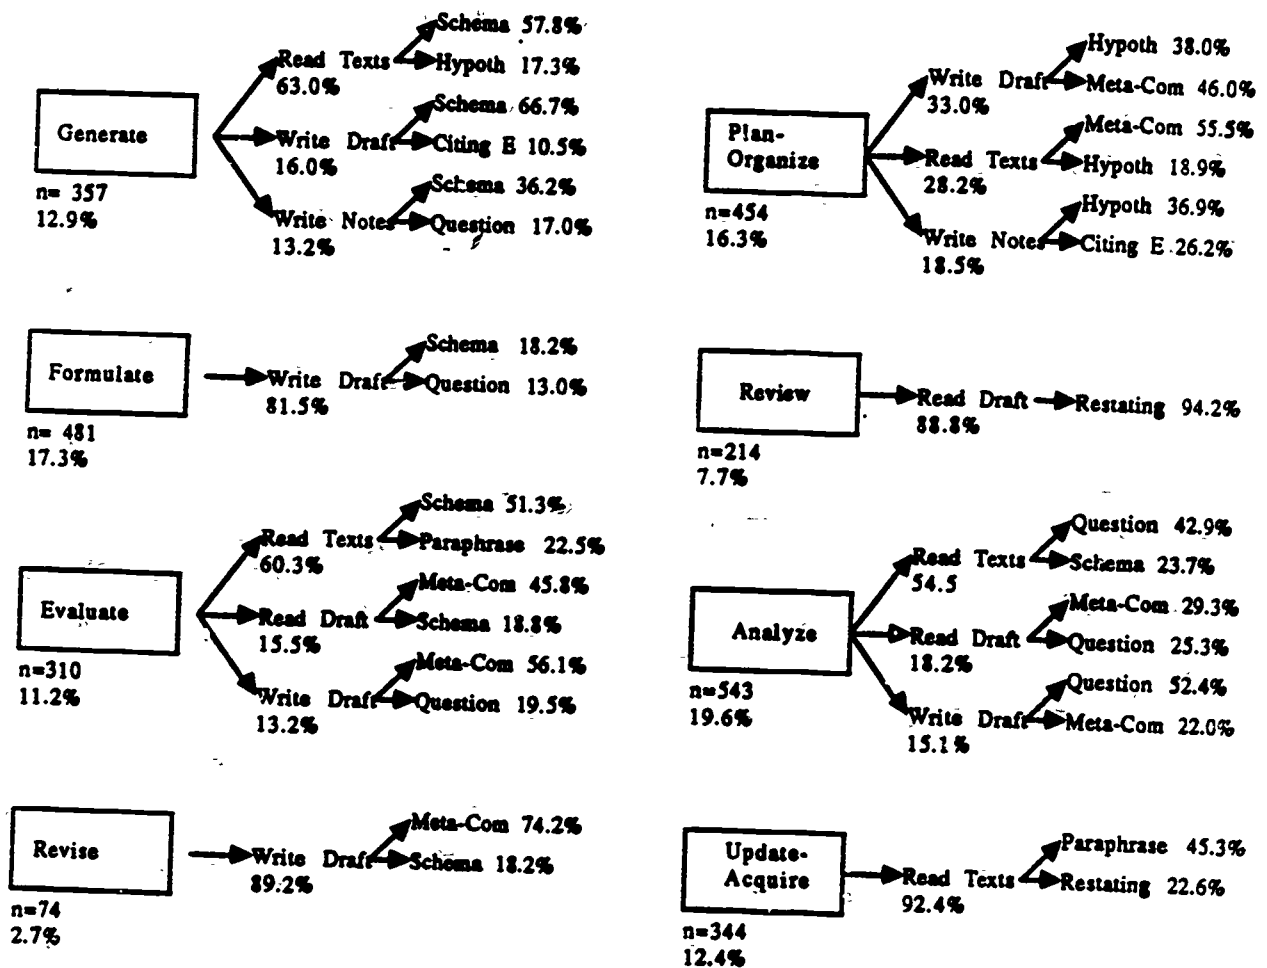 Generate
n= 357
12.9%
Read Texts
63.0%
Schema 57.8%
Hypoth 17.3%
Write Draft
16.0%
Schema 66.7%
Citing E 10.5%
Write Notes
13.2%
Schema 36.2%
Question 17.0%
Plan-
Organize
n=454
16.3%
Write Draft
33.0%
Hypoth 38.0%
Meta-Com 46.0%
Read Texts
28.2%
Meta-Com 55.5%
Hypoth 18.9%
Write Notes
18.5%
Hypoth 36.9%
Citing E 26.2%
Formulate
n= 481
17.3%
Write Draft
81.5%
Schema 18.2%
Question 13.0%
Review
n=214
7.7%
Read Draft
88.8%
Restating 94.2%
Evaluate
n=310
11.2%
Read Texts
60.3%
Schema 51.3%
Paraphrase 22.5%
Read Draft
15.5%
Meta-Com 45.8%
Schema 18.8%
Write Draft
13.2%
Meta-Com 56.1%
Question 19.5%
Analyze
n=543
19.6%
Read Texts
54.5
Question 42.9%
Schema 23.7%
Read Draft
18.2%
Meta-Com 29.3%
Question 25.3%
Write Draft
15.1%
Question 52.4%
Meta-Com 22.0%
Revise
n=74
2.7%
Write Draft
89.2%
Meta-Com 74.2%
Schema 18.2%
Update-
Acquire
n=344
12.4%
Read Texts
92.4%
Paraphrase 45.3%
Restating 22.6%